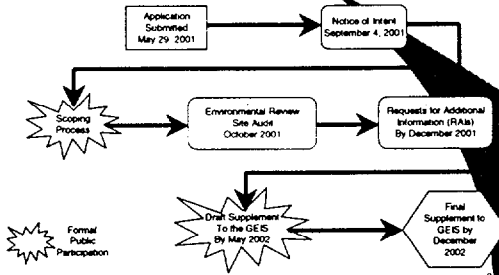 Application
Submitted
May 29 2001
Notice of Intent
September 4, 2001
Scoping
Process
Environmental Review
Site Audit
October 2001
Requests for Additional
Information (RAIs)
By December 2001
Draft Supplement
To the GEIS
By May 2002
Final
Supplement to
GEIS by
December
2002
Formal
Public
Participation